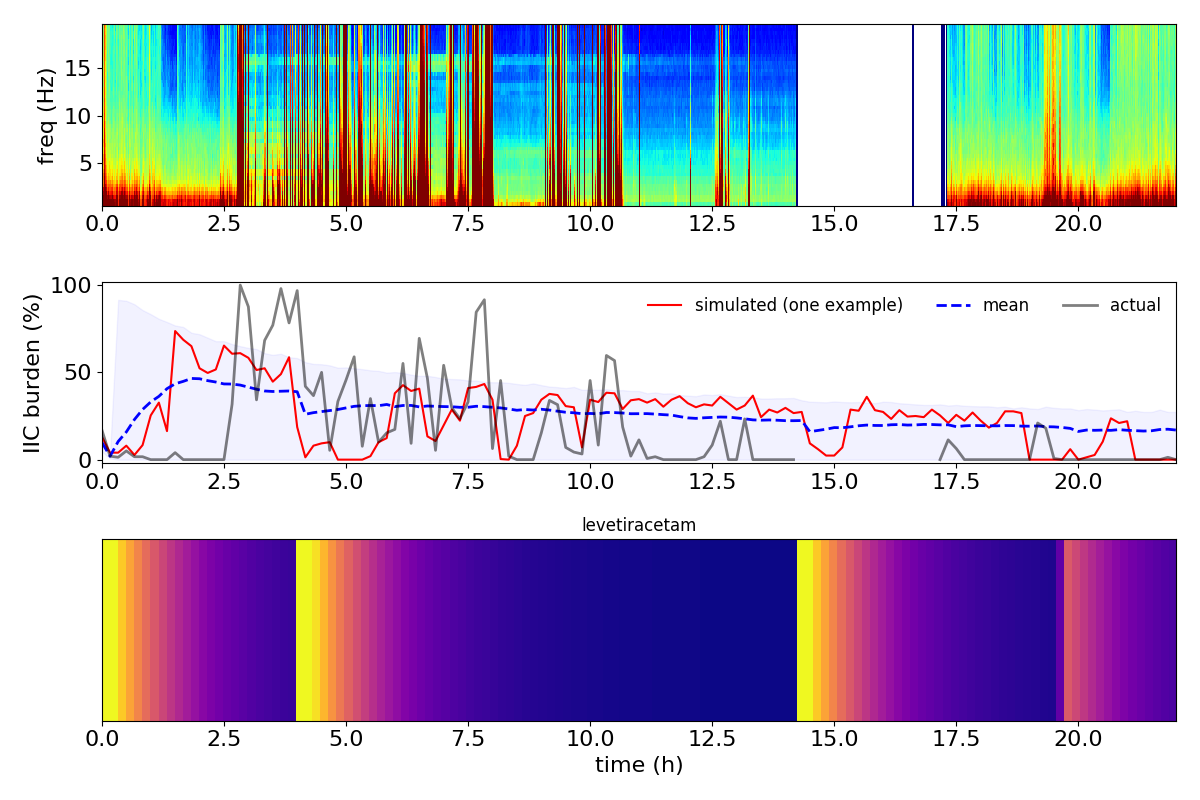 freq (Hz)
15
10
5
0.0 2.5 5.0 7.5 10.0 12.5 15.0 17.5 20.0
IIC burden (%)
100
50
0
simulated (one example) mean actual
0.0 2.5 5.0 7.5 10.0 12.5 15.0 17.5 20.0
levetiracetam
0.0 2.5 5.0 7.5 10.0 12.5 15.0 17.5 20.0
time (h)